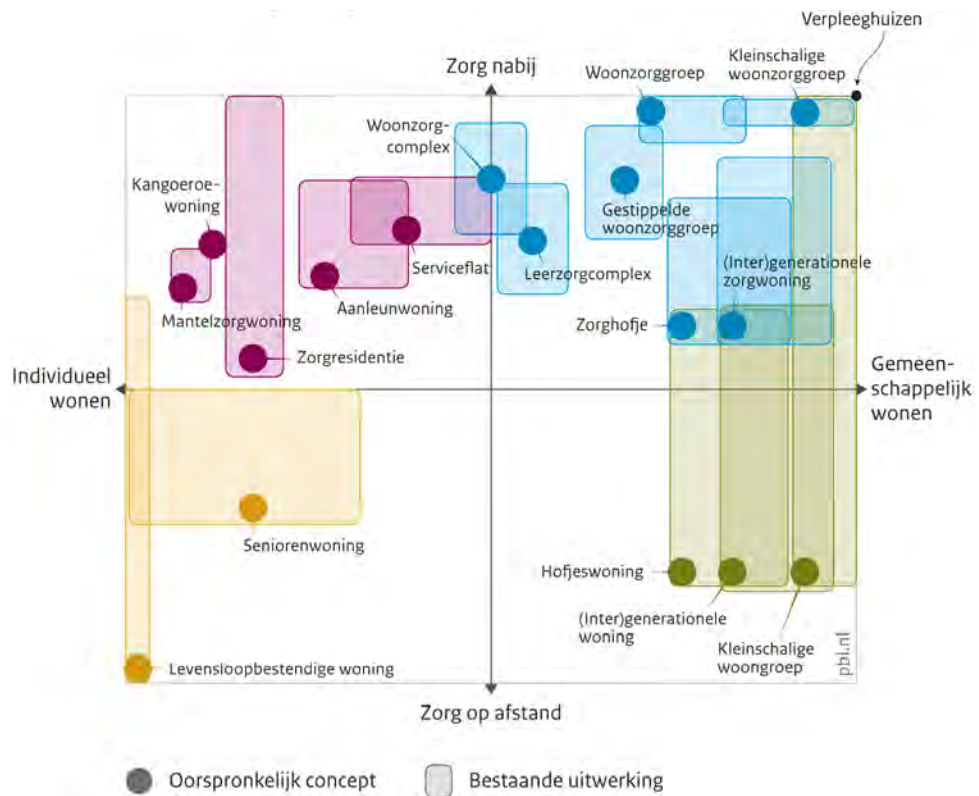 Verpleeghuizen
Kleinschalige
woonzorggroep
Woonzorggroep
Zorg nabij
Woonzorg-
complex
Kangoeroe-
woning
Gestippelde
woonzorggroep
Serviceflat
Leerzorgcomplex
(Inter)generationele
zorgwoning
Aanleunwoning
Mantelzorgwoning
Zorghofje
Zorgresidentie
Individueel
wonen
Gemeen-
schappelijk
wonen
Seniorenwoning
Hofjeswoning
(Inter)generationele
woning
Kleinschalige
woongroep
pbl.nl
Levensloopbestendige woning
Zorg op afstand
Oorspronkelijk concept
Bestaande uitwerking